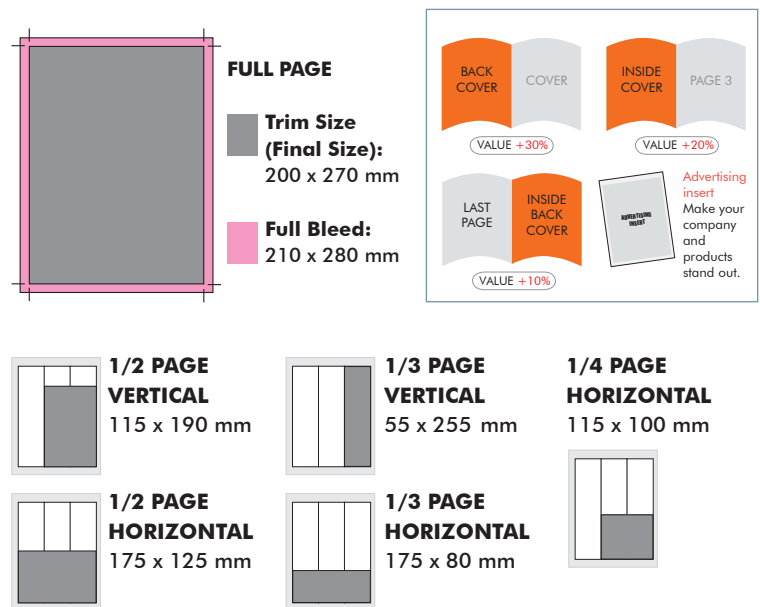 FULL PAGE
Trim Size
(Final Size):
200 x 270 mm
Full Bleed:
210 x 280 mm
BACK
COVER
COVER
VALUE +30%
INSIDE
COVER
PAGE 3
VALUE +20%
LAST
PAGE
INSIDE
BACK
COVER
VALUE +10%
ADVERTISING
INSERT
Advertising
insert
Make your
company
and
products
stand out.
1/2 PAGE
VERTICAL
115 x 190 mm
1/3 PAGE
VERTICAL
55 x 255 mm
1/4 PAGE
HORIZONTAL
115 x 100 mm
1/2 PAGE
HORIZONTAL
175 x 125 mm
1/3 PAGE
HORIZONTAL
175 x 80 mm